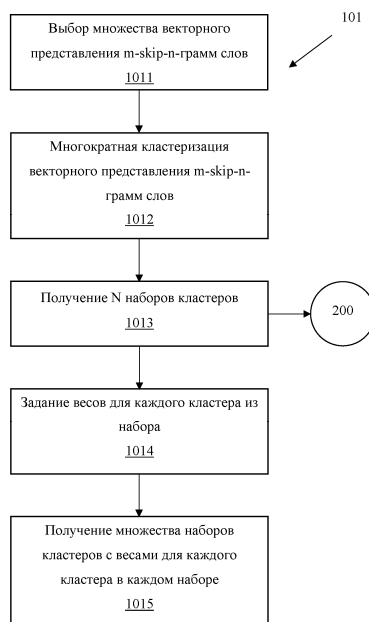 101
Выбор множества векторного
представления m-skip-n-грамм слов
1011
Многократная кластеризация
векторного представления m-skip-n-
грамм слов
1012
Получение N наборов кластеров
1013
200
Задание весов для каждого кластера из
набора
1014
Получение множества наборов
кластеров с весами для каждого
кластера в каждом наборе
1015